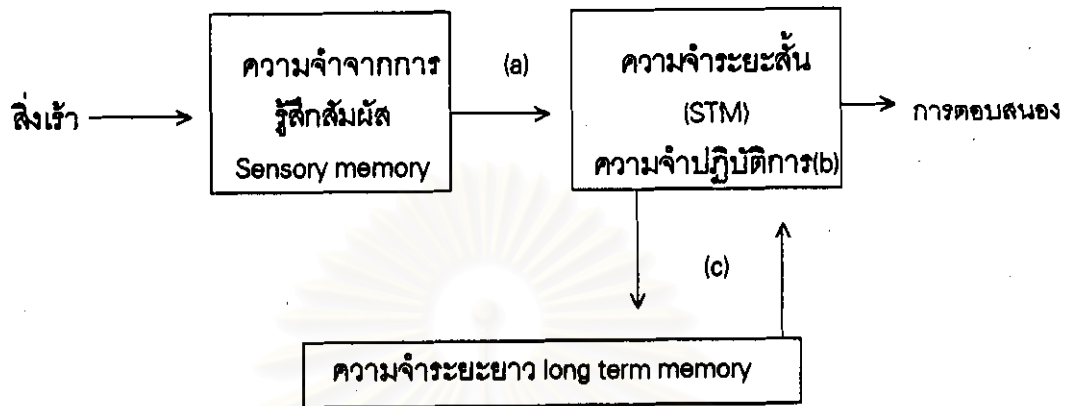 ความจำจากการ
รู้สึกสัมผัส
Sensory memory
(a)
ความจำระยะสั้น
(STM)
ความจำปฏิบัติการ(b)
สิ่งเร้า
การตอบสนอง
(c)
ความจำระยะยาว long term memory